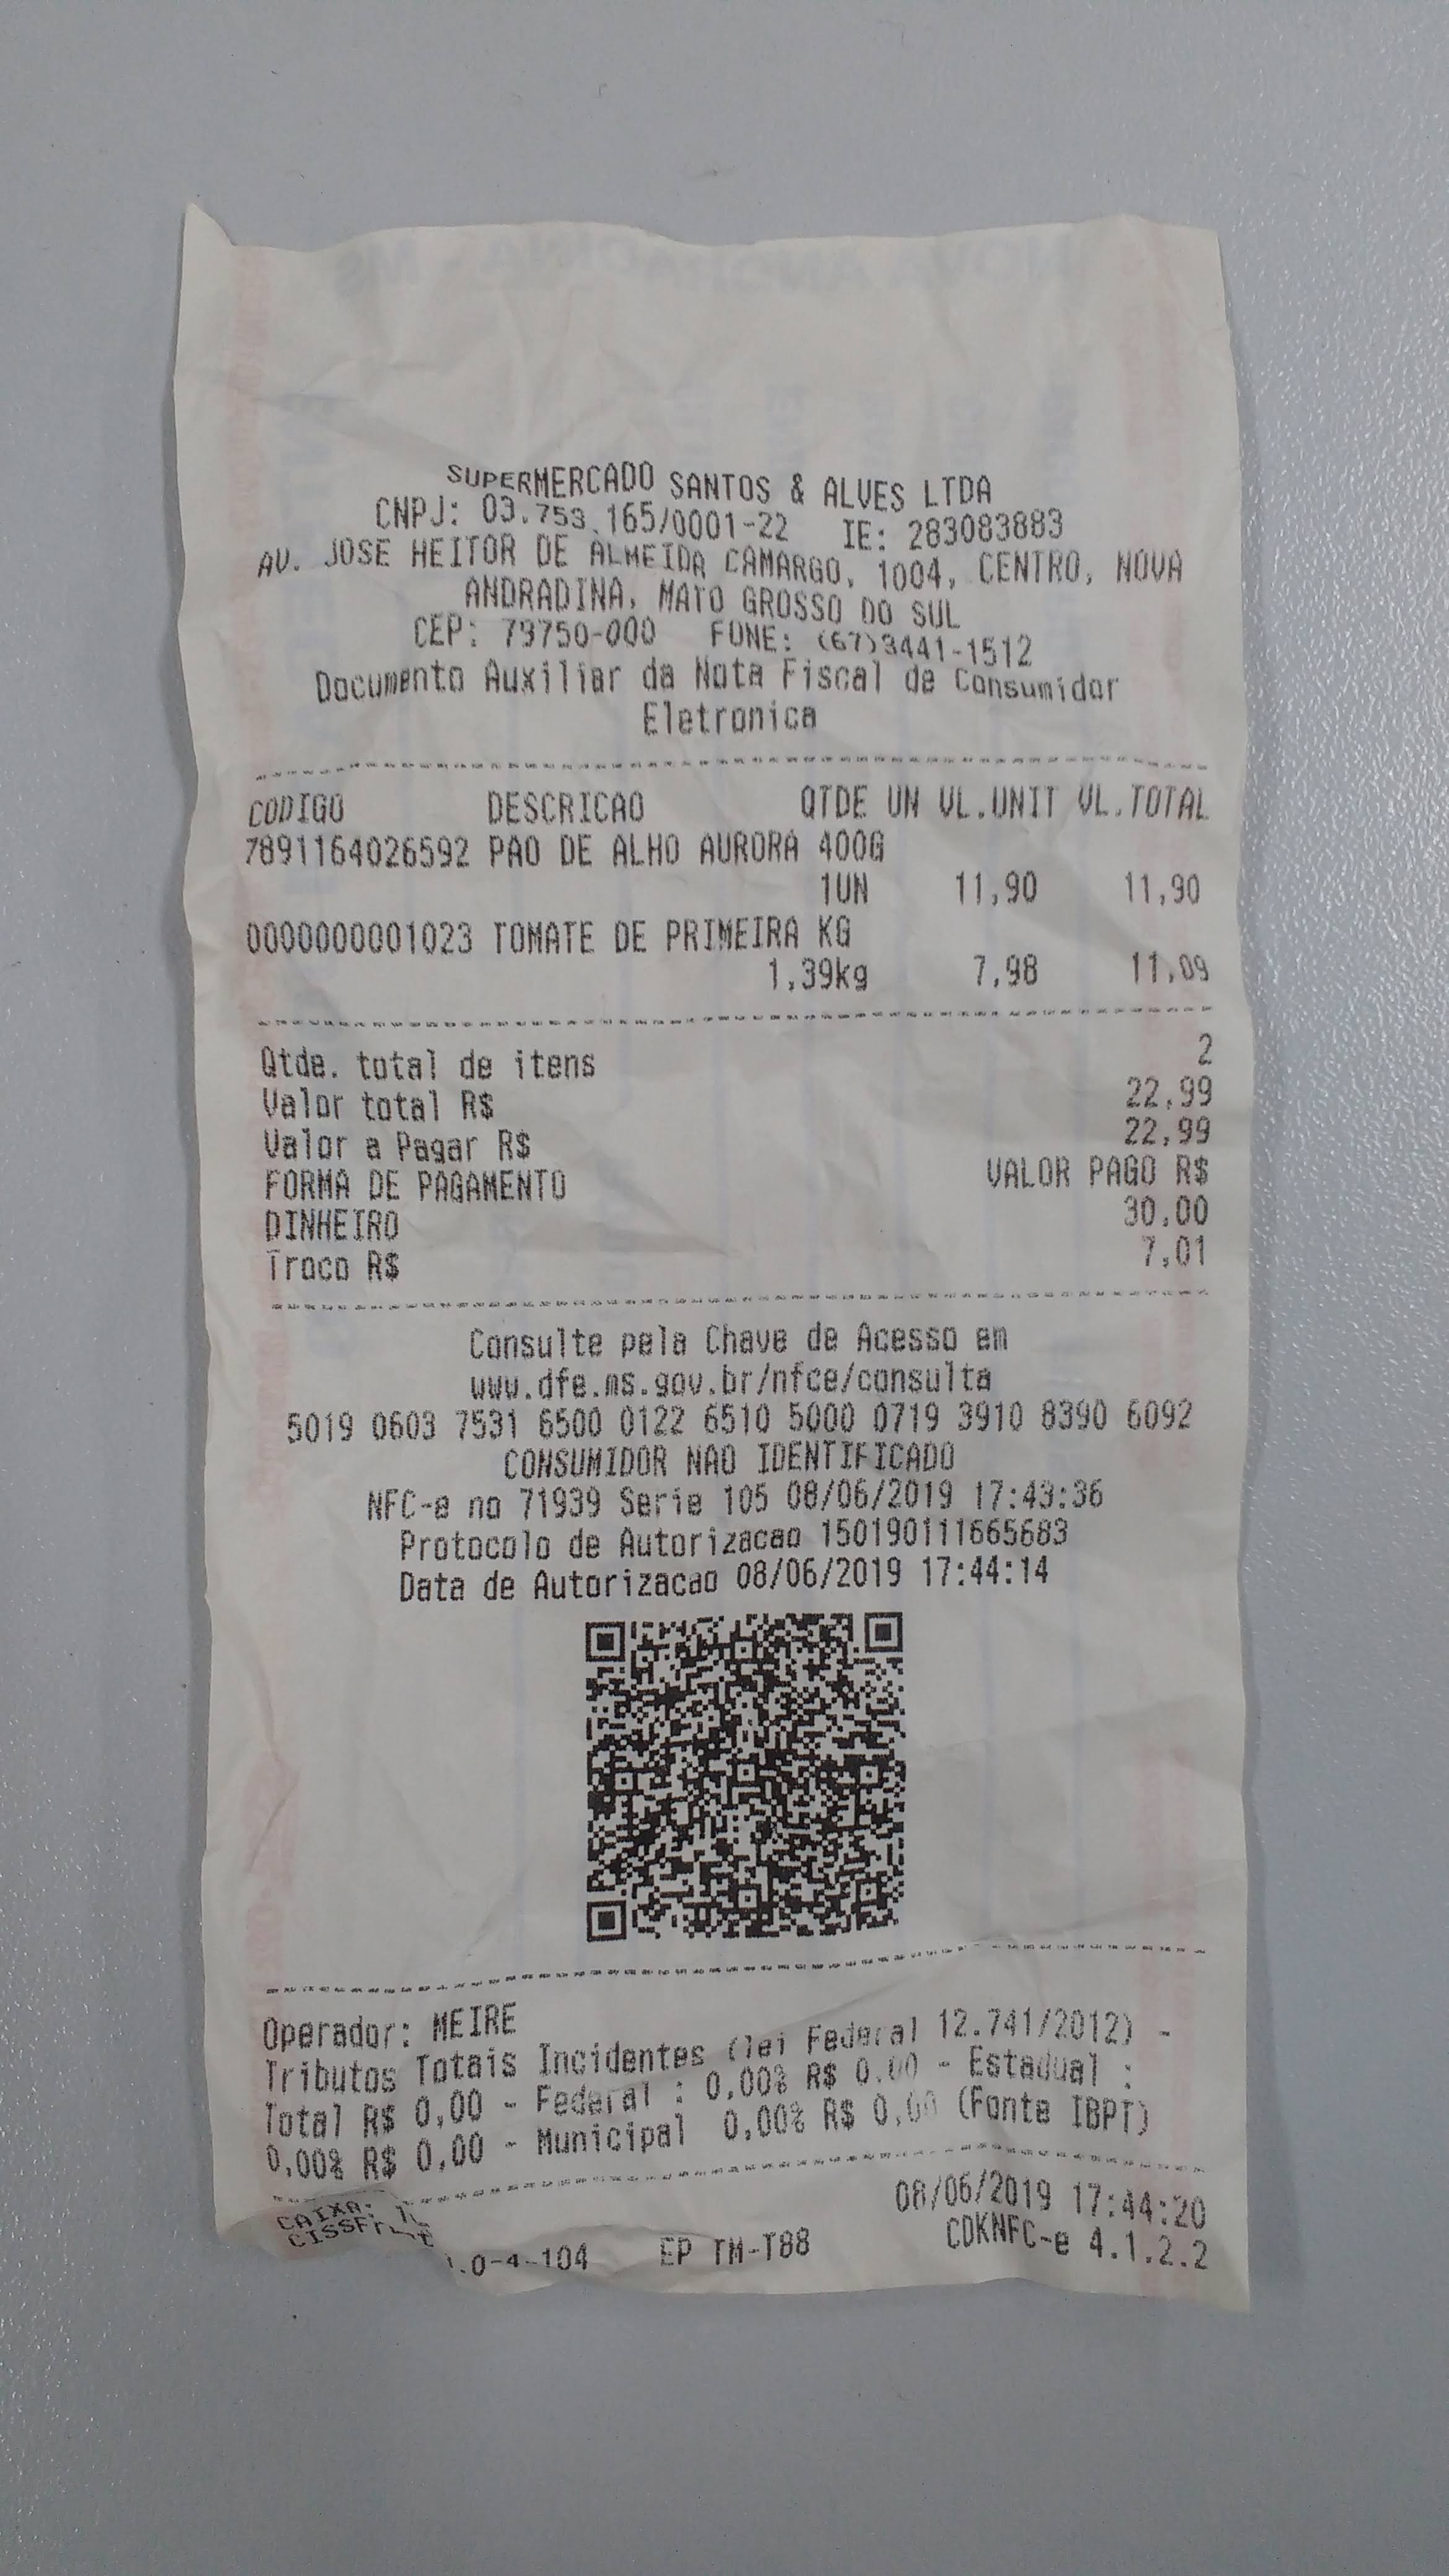 SUPERMERCADO SANTOS & ALVES LTDA
CNPJ: 03.753.165/0001-22 IE: 283083883
AV. JOSE HEITOR DE ALMEIDA CAMARGO, 1004, CENTRO, NOVA
ANDRADINA, MATO GROSSO DO SUL
CEP: 79750-000 FONE: (67)3441-1512
Documento Auxiliar da Nota Fiscal de Consumidor
Eletronica
CODIGO DESCRICAO QTDE UN VL.UNIT VL.TOTAL
7891164026592 PAO DE ALHO AURORA 400G
1UN 11,90 11,90
0000000001023 TOMATE DE PRIMEIRA KG
1,39kg 7,98 11,09
Qtde. total de itens 2
Valor total R$ 22,99
Valor a Pagar R$ 22,99
FORMA DE PAGAMENTO VALOR PAGO R$
DINHEIRO 30,00
Troco R$ 7,01
Consulte pela Chave de Acesso em
www.dfe.ms.gov.br/nfce/consulta
5019 0603 7531 6500 0122 6510 5000 0719 3910 8390 6092
CONSUMIDOR NAO IDENTIFICADO
NFC-e no 71939 Serie 105 08/06/2019 17:43:36
Protocolo de Autorizacao 150190111665683
Data de Autorizacao 08/06/2019 17:44:14
Operador: MEIRE
Tributos Totais Incidentes (lei Federal 12.741/2012) -
Total R$ 0,00 - Federal : 0,00% R$ 0,00 - Estadual :
0,00% R$ 0,00 - Municipal 0,00% R$ 0,00 (Fonte IBPT)
08/06/2019 17:44:20
CAIXA:
.0-4-104 EP TM-T88 CDKNFC-e 4.1.2.2